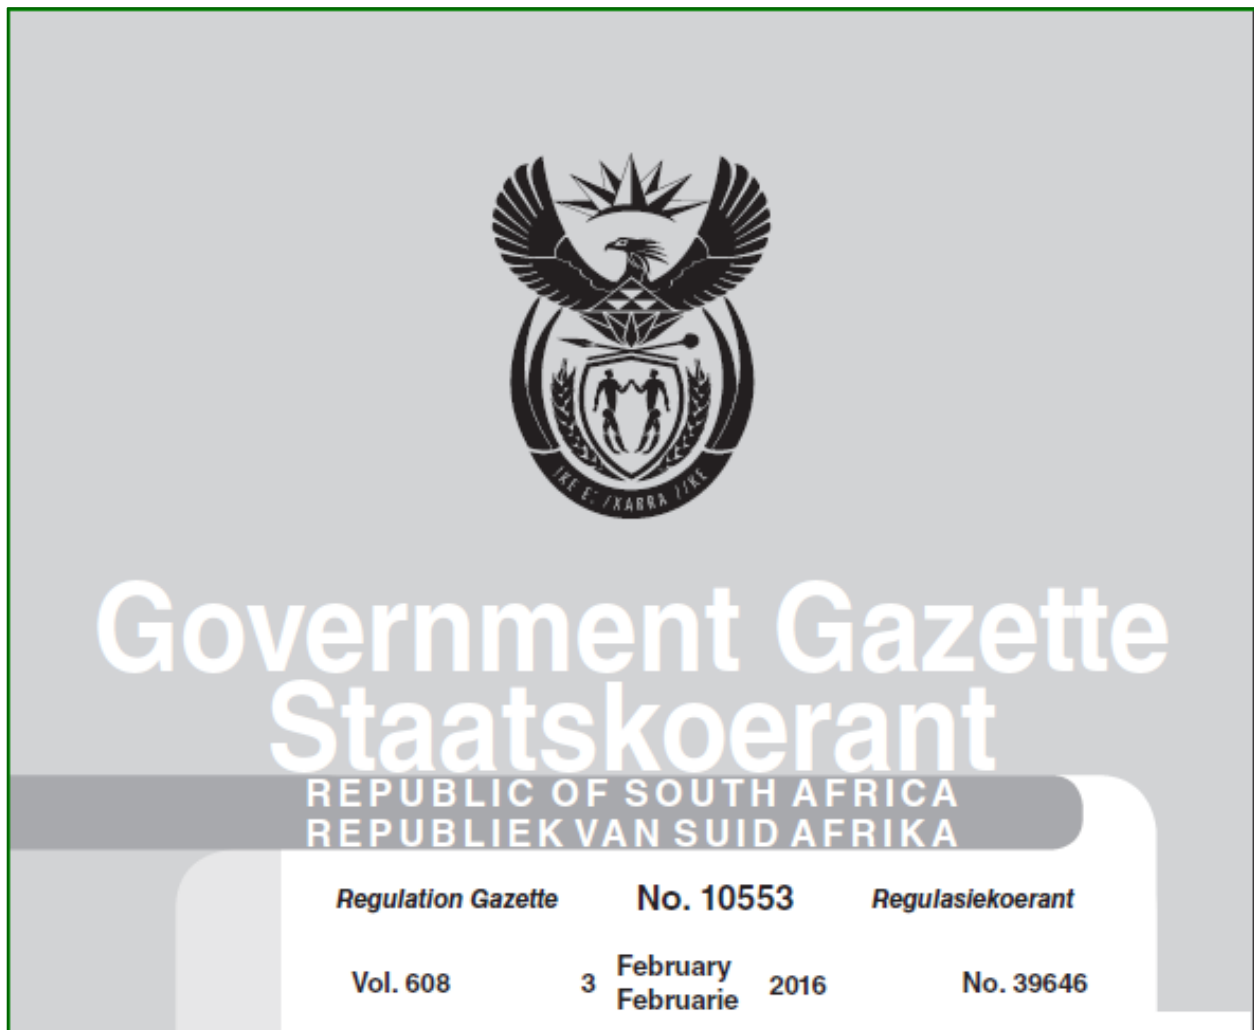 !KE E: /XARRA //KE
Government Gazette
Staatskoerant
REPUBLIC OF SOUTH AFRICA
REPUBLIEK VAN SUID AFRIKA
Regulation Gazette No. 10553 Regulasiekoerant
Vol. 608 3 February 2016 No. 39646
Februarie